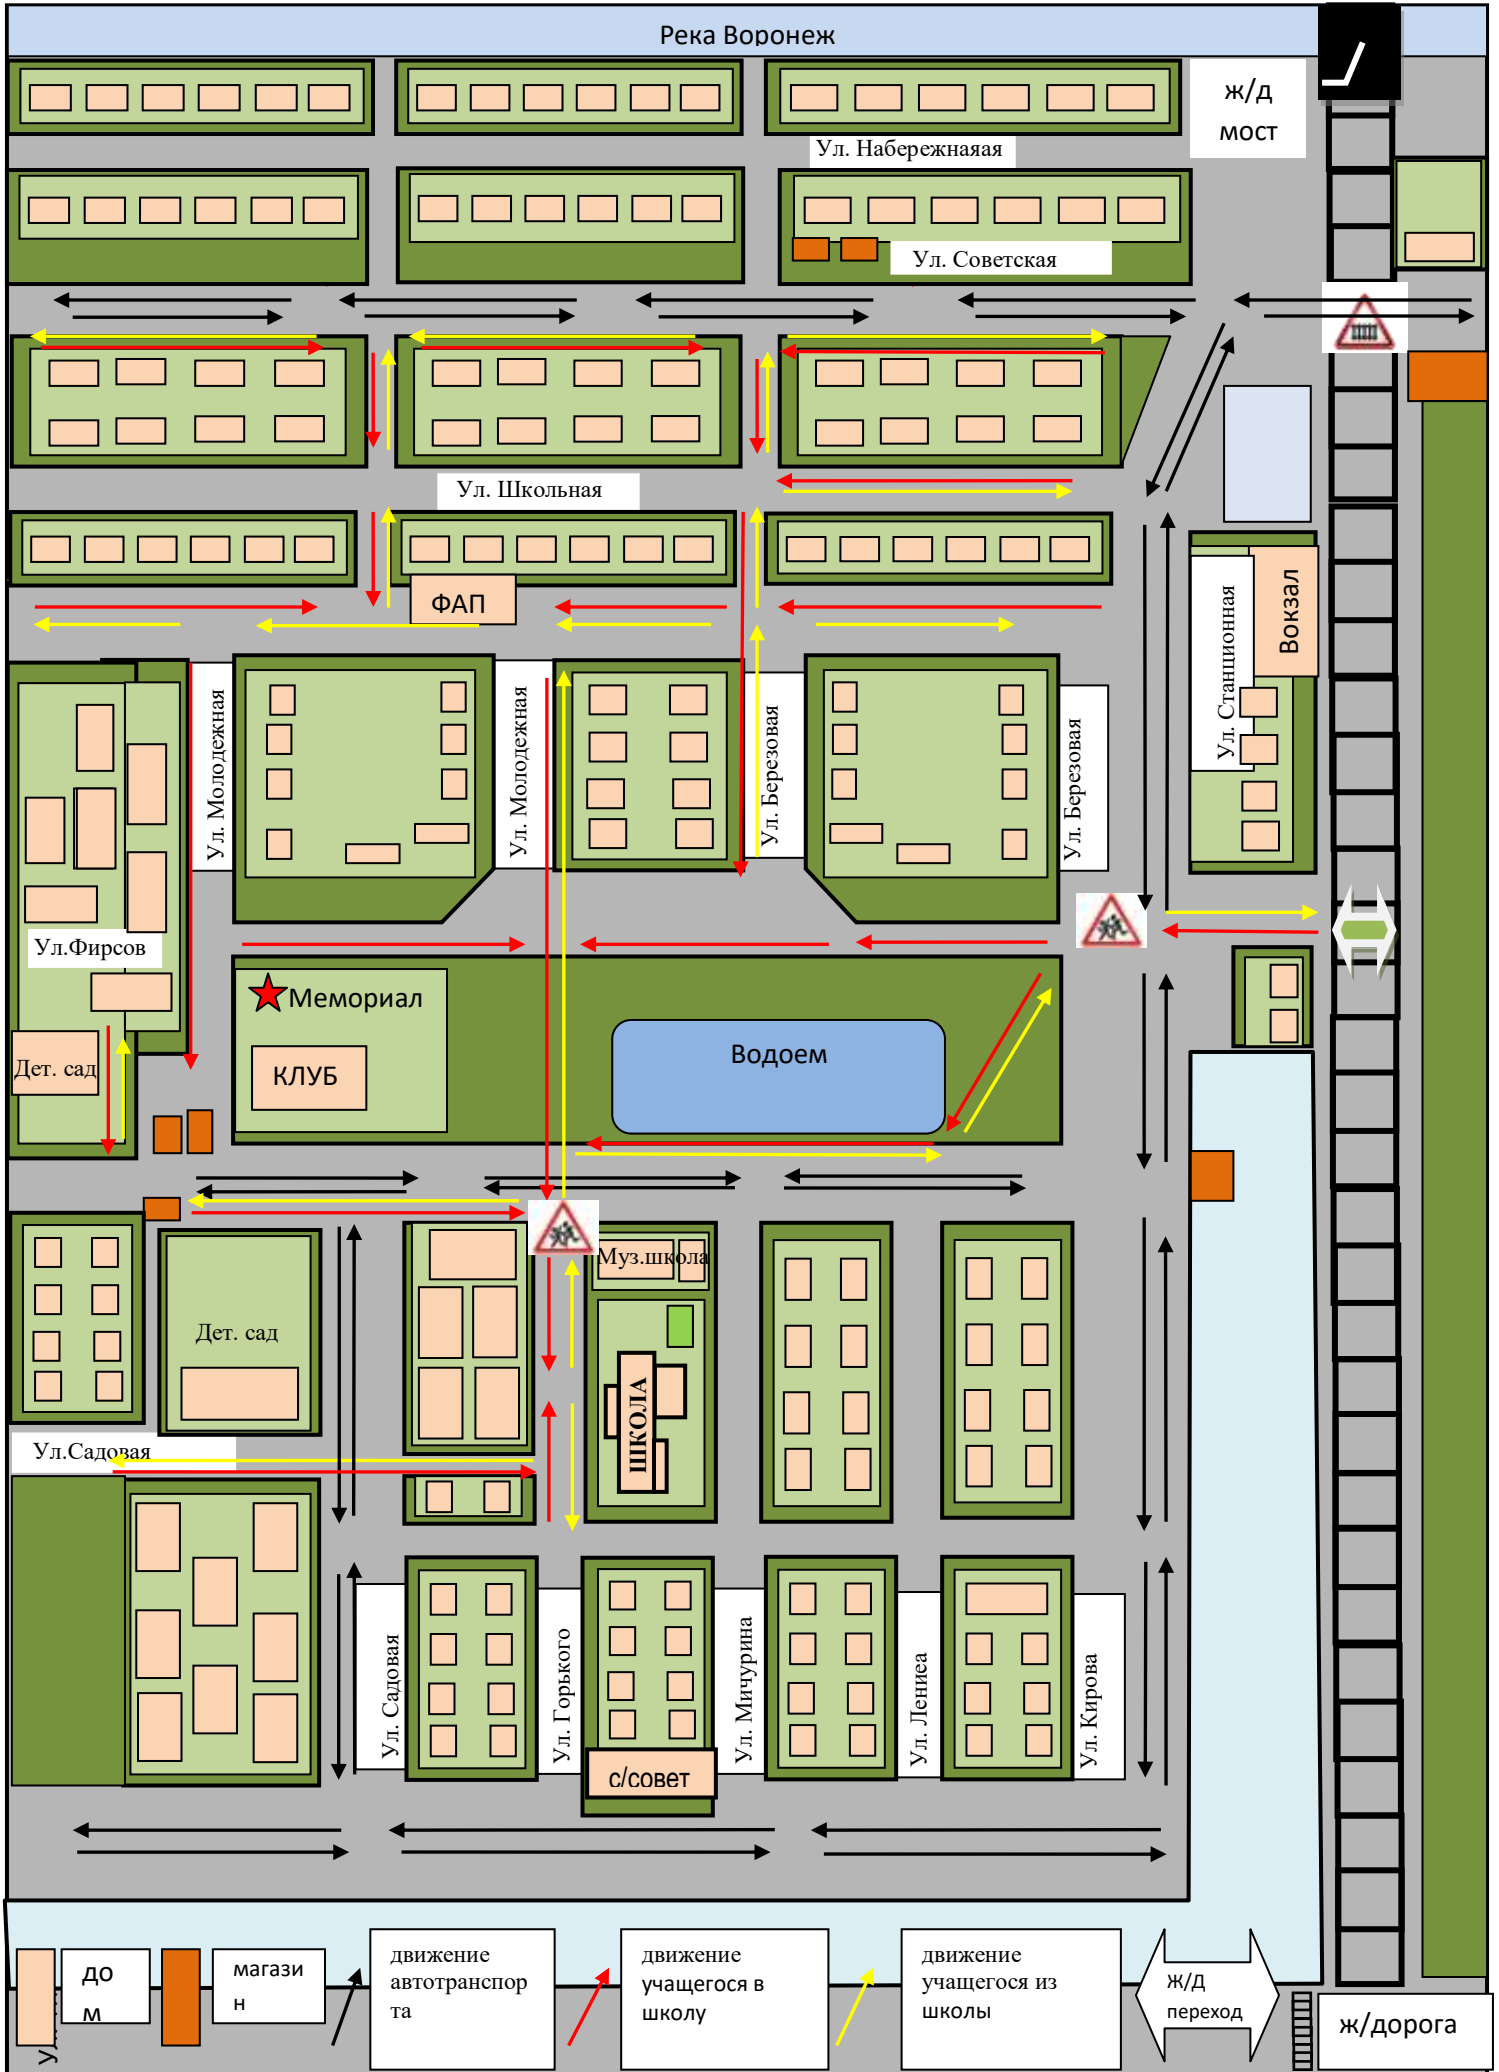 Река Воронеж
ж/д
мост
Ул. Набережнаяая
Ул. Советская
Ул. Школьная
ФАП
Вокзал
Ул. Станционная
Ул. Молодежная
Ул. Молодежная
Ул. Березовая
Ул. Березовая
Ул.Фирсов
Мемориал
Водоем
Дет. сад
КЛУБ
Муз.школа
Дет. сад
ШКОЛА
Ул.Садовая
Ул. Садовая
Ул. Горького
Ул. Мичурина
Ул. Лениеа
Ул. Кирова
с/совет
до
м
магази
н
движение
автотранспор
та
движение
учащегося в
школу
движение
учащегося из
школы
Ж/Д
переход
ж/дорога